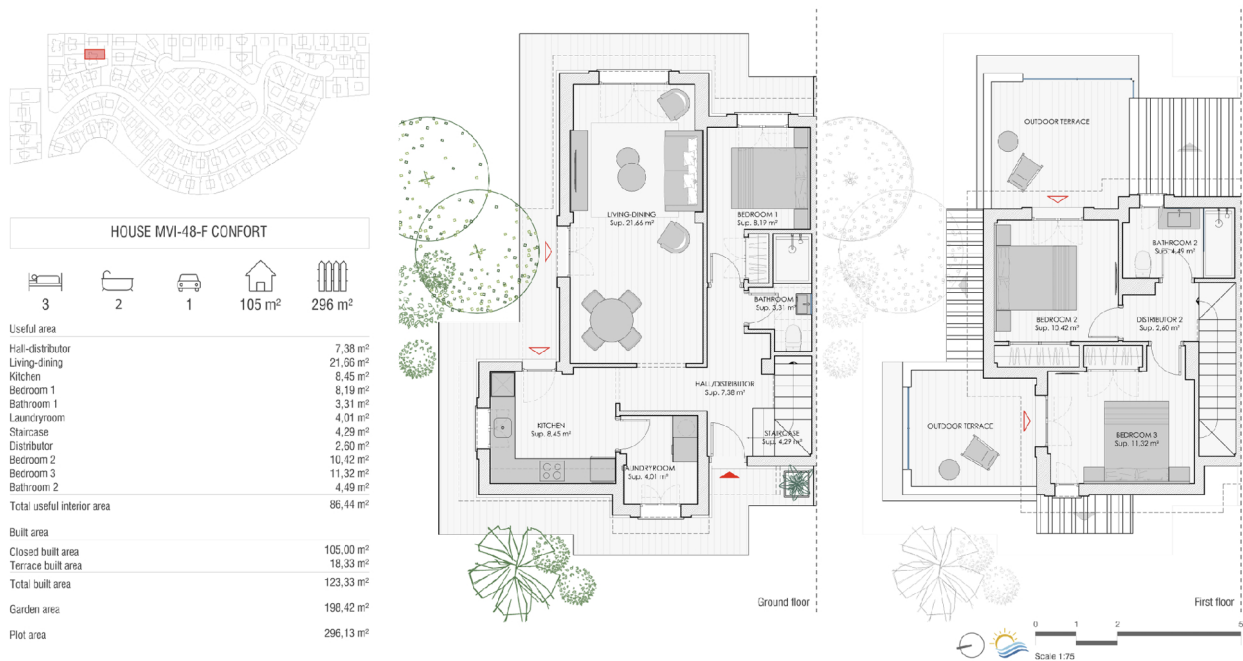 HOUSE MVI-48-F CONFORT
3 2 1 105 m² 296 m²
Useful area
Hall-distributor 7,38 m²
Living-dining 21,66 m²
Kitchen 8,45 m²
Bedroom 1 8,19 m²
Bathroom 1 3,31 m²
Laundryroom 4,01 m²
Staircase 4,29 m²
Distributor 2,60 m²
Bedroom 2 10,42 m²
Bedroom 3 11,32 m²
Bathroom 2 4,49 m²
Total useful interior area 86,44 m²
Built area
Closed built area 105,00 m²
Terrace built area 18,33 m²
Total built area 123,33 m²
Garden area 198,42 m²
Plot area 296,13 m²
LIVING-DINING
Sup. 21.66 m²
BEDROOM 1
Sup. 8,19 m²
BATHROOM
Sup. 3,31 m²
HALL/DISTRIBUTOR
Sup. 7.38 m²
KITCHEN
Sup. 8,45 m²
STAIRCASE
Sup. 4,29 m²
LAUNDRYROOM
Sup. 4,01 m²
Ground floor
OUTDOOR TERRACE
BATHROOM 2
Sup. 4,49 m²
BEDROOM 2
Sup. 10,42 m²
DISTRIBUTOR 2
Sup. 2,60 m²
OUTDOOR TERRACE
BEDROOM 3
Sup. 11,32 m²
First floor
0 1 2 5
Scale 1:75